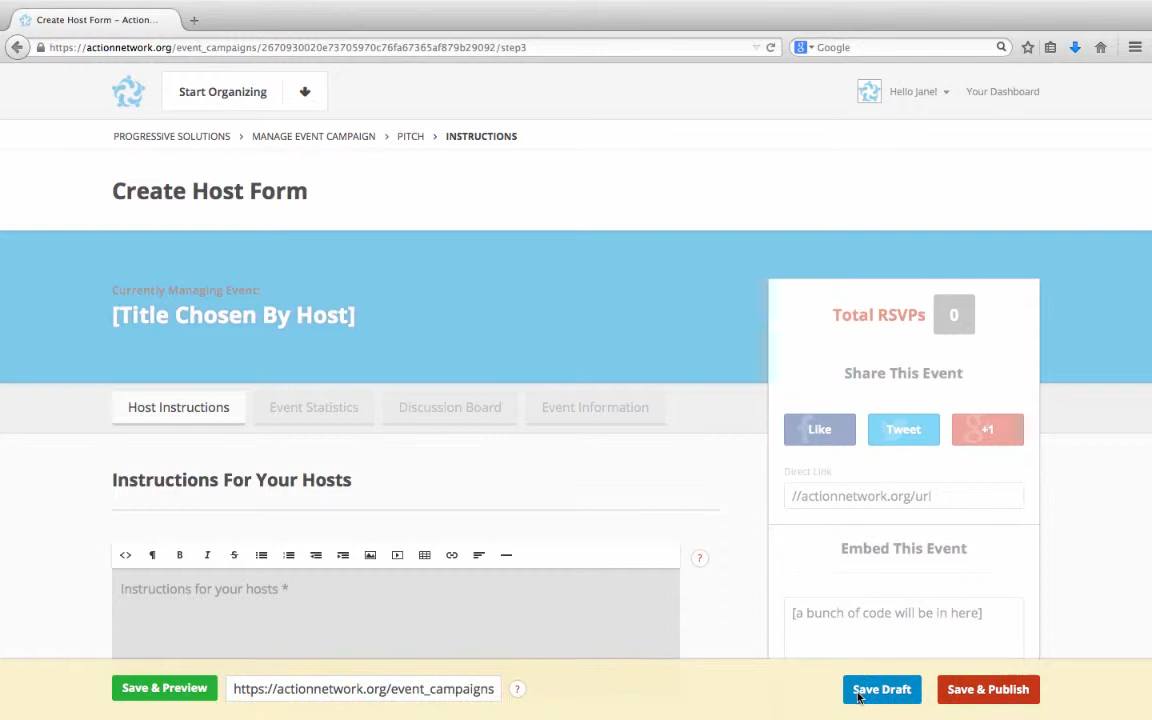 Create Host Form – Action...
https://actionnetwork.org/event_campaigns/2670930020e73705970c76fa67365af879b29092/step3
Google
Start Organizing
Hello Jane!
Your Dashboard
PROGRESSIVE SOLUTIONS > MANAGE EVENT CAMPAIGN > PITCH > INSTRUCTIONS
Create Host Form
Currently Managing Event:
[Title Chosen By Host]
Total RSVPs 0
Share This Event
Like Tweet +1
Direct Link
//actionnetwork.org/url
Embed This Event
[a bunch of code will be in here]
Host Instructions Event Statistics Discussion Board Event Information
Instructions For Your Hosts
Instructions for your hosts *
?
Save & Preview
https://actionnetwork.org/event_campaigns
?
Save Draft
Save & Publish